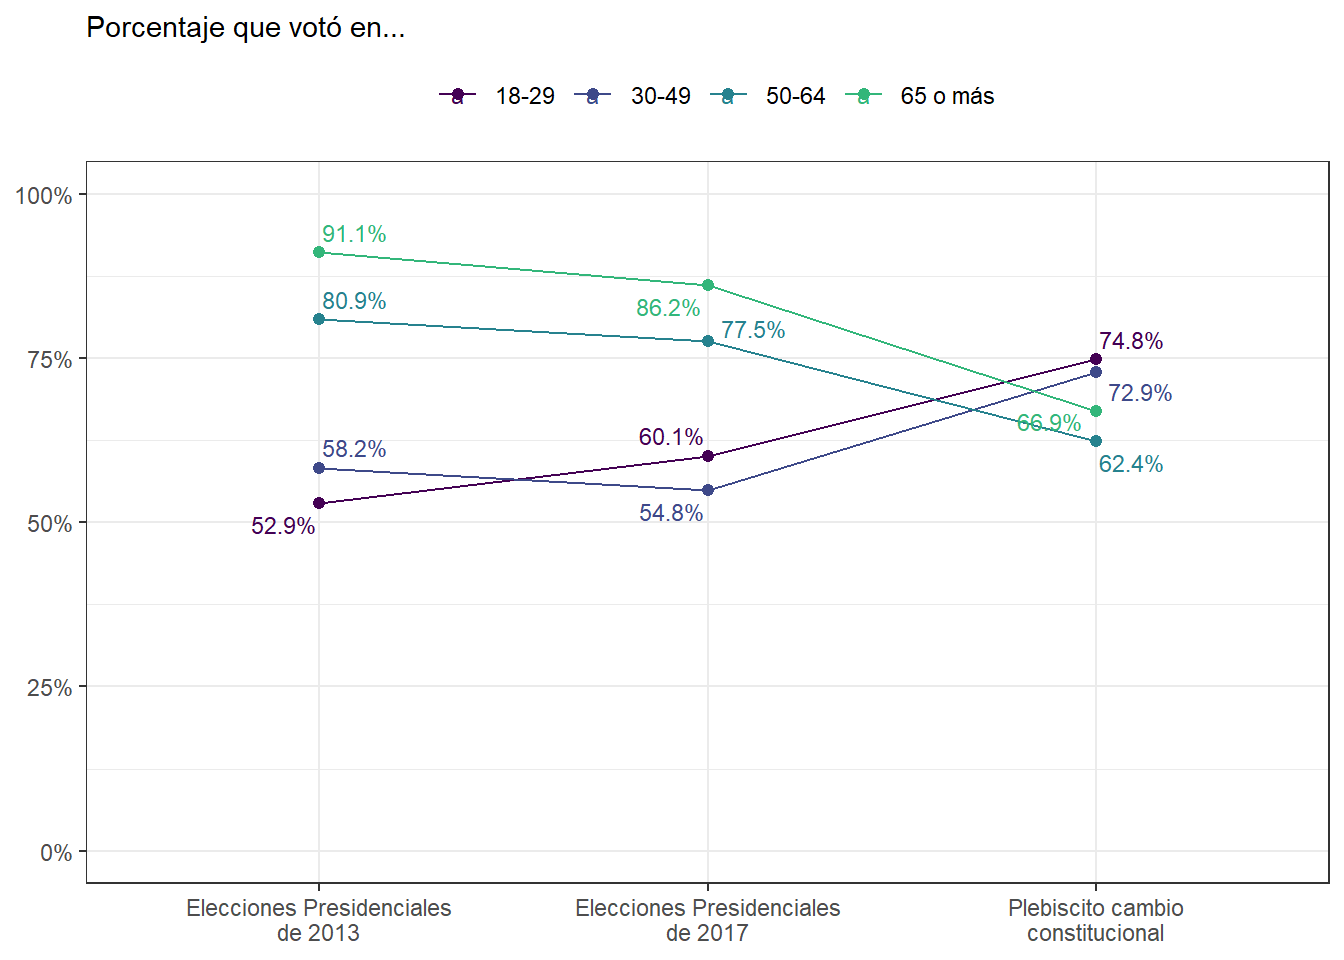 Porcentaje que votó en...
a 18-29 a 30-49 a 50-64 a 65 o más
100%
91.1%
80.9%
86.2%
77.5%
75%
74.8%
72.9%
66.9%
60.1%
58.2%
62.4%
54.8%
52.9%
50%
25%
0%
Elecciones Presidenciales
de 2013
Elecciones Presidenciales
de 2017
Plebiscito cambio
constitucional